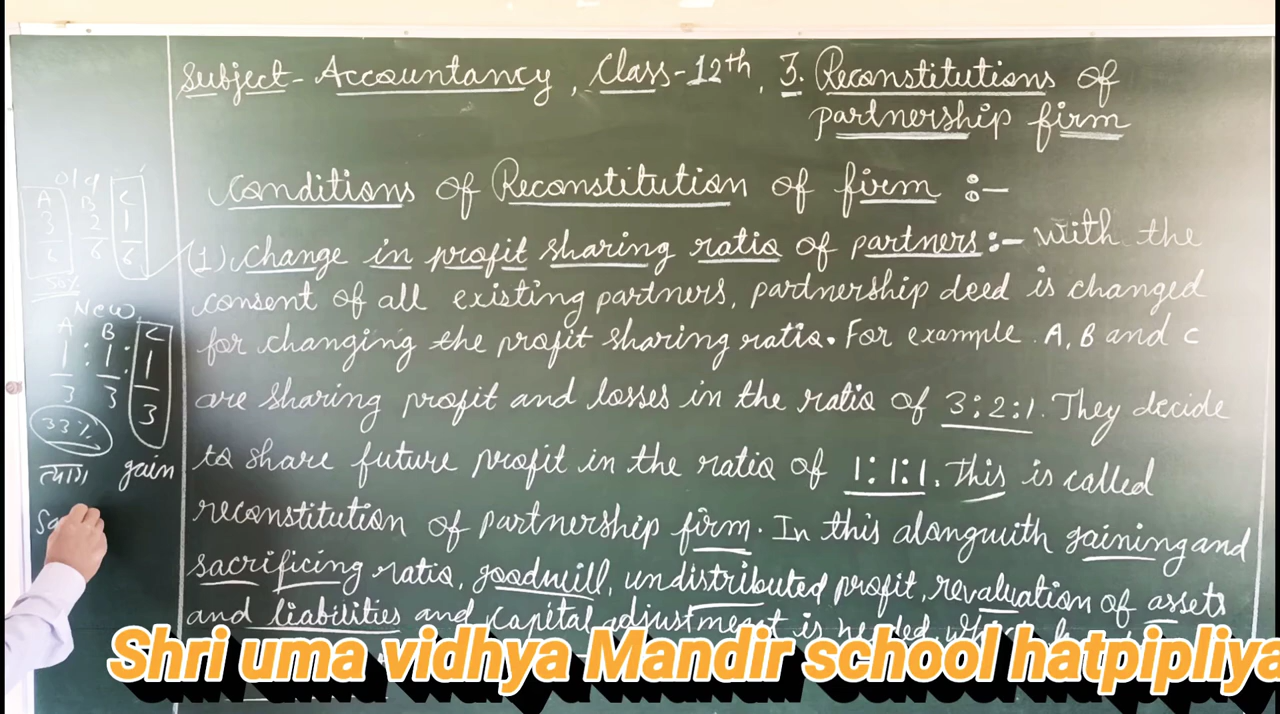 Subject- Accountancy, Class-12th, 3. Reconstitutions of
partnership firm
Conditions of Reconstitution of firm :-
(1) change in profit sharing ratio of partners :- with the
consent of all existing partners, partnership deed is changed
for changing the profit sharing ratio. For example A, B and C
are sharing profit and losses in the ratio of 3:2:1. They decide
to share future profit in the ratio of 1:1:1. This is called
reconstitution of partnership firm. In this alongwith gaining and
sacrificing ratio, goodwill, undistributed profit, revaluation of assets
and liabilities and capital adjustment is needed
old
A B C
3 2 1
6 6 6
50%
New
A B C
1 : 1 : 1
3 3 3
33%
त्याग gain
Shri uma vidhya Mandir school hatpipliya